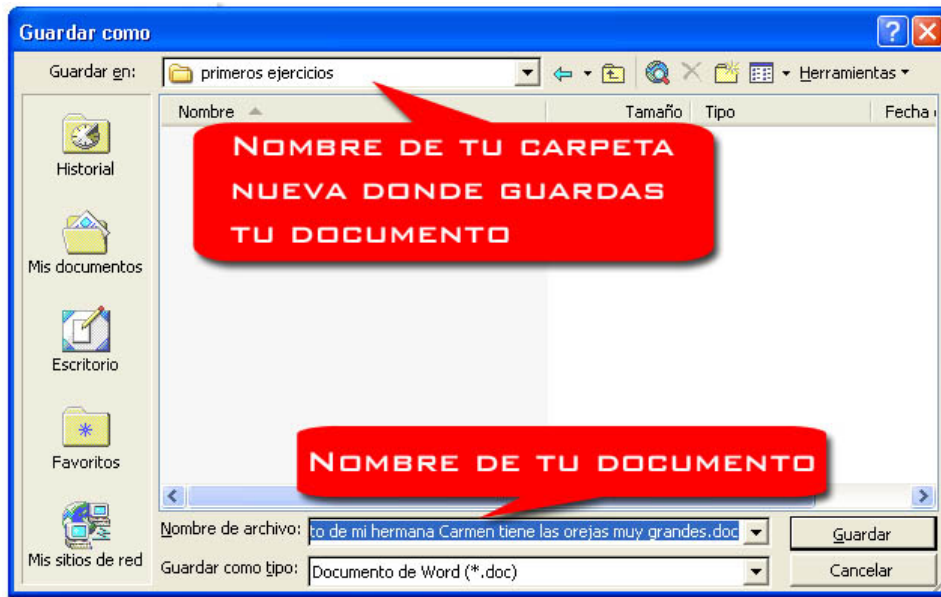 Guardar como
Guardar en: primeros ejercicios Herramientas
Nombre Tamaño Tipo Fecha
NOMBRE DE TU CARPETA
NUEVA DONDE GUARDAS
TU DOCUMENTO
Historial
Mis documentos
Escritorio
Favoritos
Mis sitios de red
NOMBRE DE TU DOCUMENTO
Nombre de archivo: to de mi hermana Carmen tiene las orejas muy grandes.doc Guardar
Guardar como tipo: Documento de Word (*.doc) Cancelar